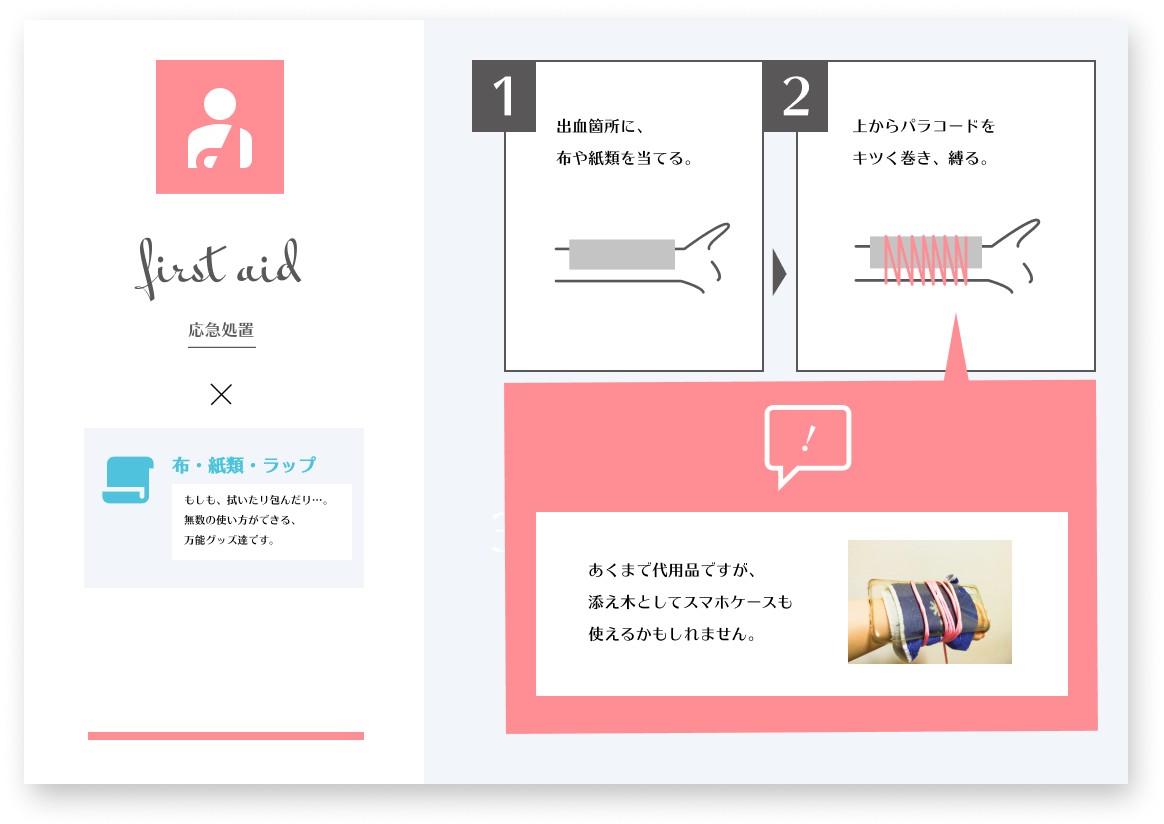 first aid
応急処置
布・紙類・ラップ
もしも、拭いたり包んだり…。
無数の使い方ができる、
万能グッズ達です。
1
出血箇所に、
布や紙類を当てる。
2
上からパラコードを
キツく巻き、縛る。
!
3
あくまで代用品ですが、
添え木としてスマホケースも
使えるかもしれません。